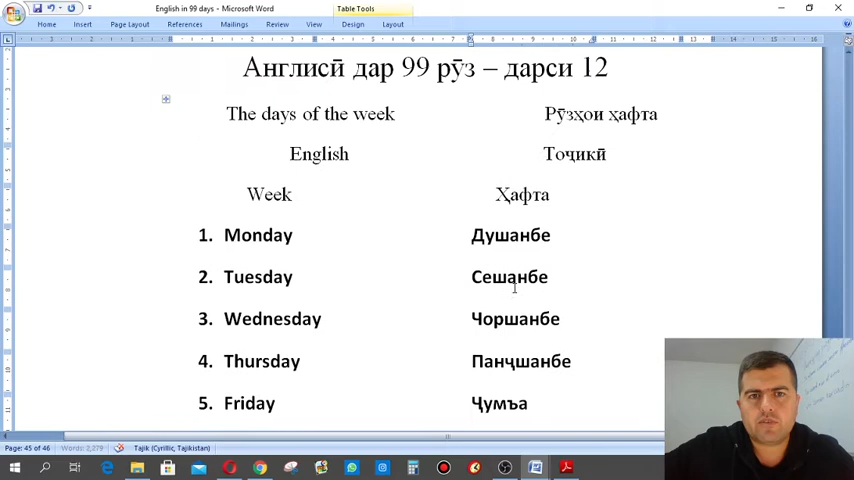 English in 99 days - Microsoft Word
Table Tools
Home Insert Page Layout References Mailings Review View Design Layout
Англисӣ дар 99 рӯз – дарси 12
The days of the week Рӯзҳои ҳафта
English Тоҷикӣ
Week Ҳафта
1. Monday Душанбе
2. Tuesday Сешанбе
3. Wednesday Чоршанбе
4. Thursday Панҷшанбе
5. Friday Ҷумъа
Page: 45 of 46 Words: 2,279 Tajik (Cyrillic, Tajikistan)